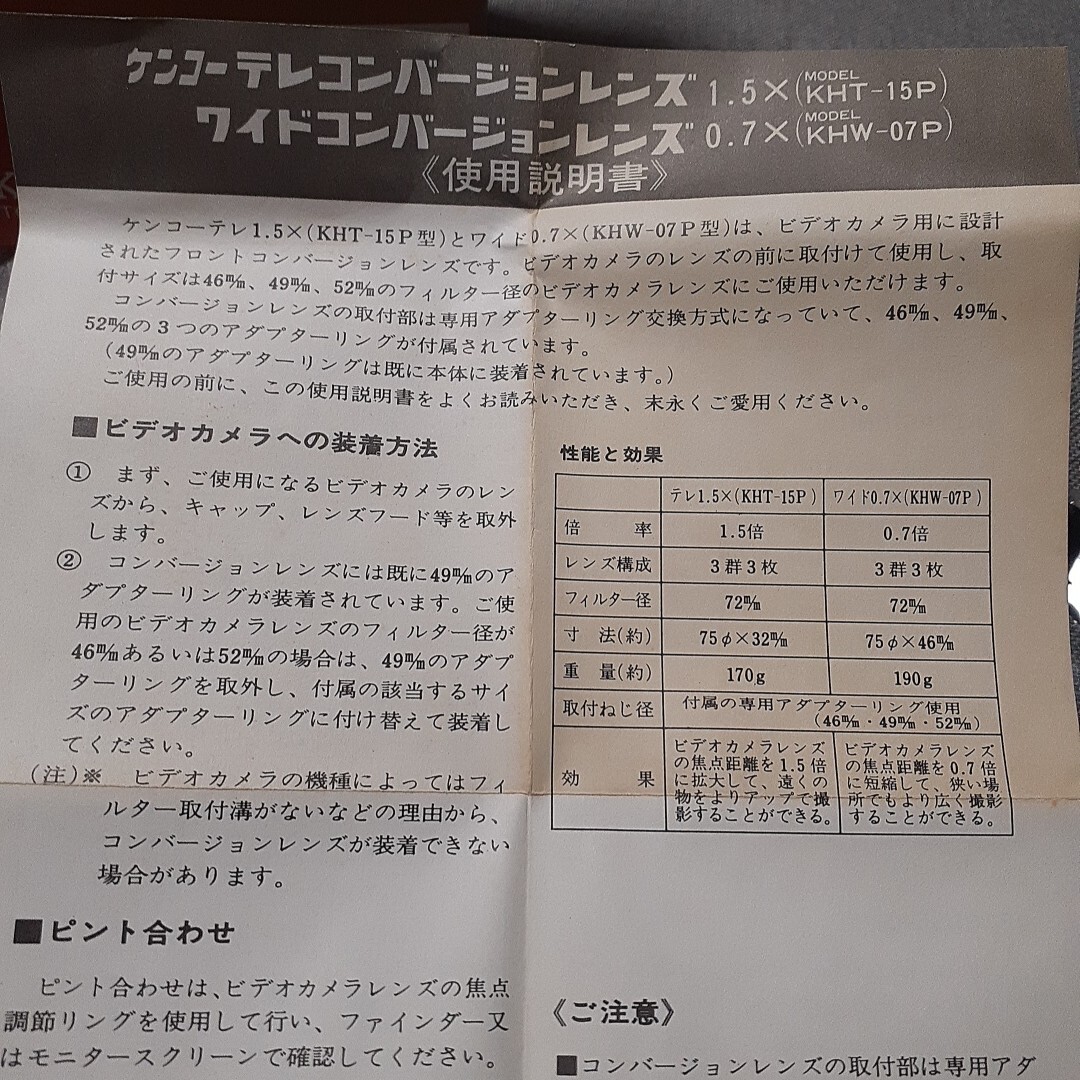 ケンコーテレコンバージョンレンズ 1.5×(MODEL KHT-15P)
ワイドコンバージョンレンズ 0.7×(MODEL KHW-07P)
《使用説明書》
ケンコーテレ1.5×(KHT-15P型)とワイド0.7×(KHW-07P型)は、ビデオカメラ用に設計
されたフロントコンバージョンレンズです。ビデオカメラのレンズの前に取付けて使用し、取
付サイズは46㎜、49㎜、52㎜のフィルター径のビデオカメラレンズにご使用いただけます。
コンバージョンレンズの取付部は専用アダプターリング交換方式になっていて、46㎜、49㎜、
52㎜の3つのアダプターリングが付属されています。
(49㎜のアダプターリングは既に本体に装着されています。)
ご使用の前に、この使用説明書をよくお読みいただき、末永くご愛用ください。
■ビデオカメラへの装着方法
① まず、ご使用になるビデオカメラのレン
ズから、キャップ、レンズフード等を取外
します。
② コンバージョンレンズには既に49㎜のア
ダプターリングが装着されています。ご使
用のビデオカメラレンズのフィルター径が
46㎜あるいは52㎜の場合は、49㎜のアダプ
ターリングを取外し、付属の該当するサイ
ズのアダプターリングに付け替えて装着し
てください。
(注)※ ビデオカメラの機種によってはフィ
ルター取付溝がないなどの理由から、
コンバージョンレンズが装着できない
場合があります。
■ピント合わせ
ピント合わせは、ビデオカメラレンズの焦点
調節リングを使用して行い、ファインダー又
はモニタースクリーンで確認してください。
性能と効果
テレ1.5×(KHT-15P) ワイド0.7×(KHW-07P)
倍率 1.5倍 0.7倍
レンズ構成 3群3枚 3群3枚
フィルター径 72㎜ 72㎜
寸法(約) 75φ×32㎜ 75φ×46㎜
重量(約) 170g 190g
取付ねじ径 付属の専用アダプターリング使用
(46㎜・49㎜・52㎜)
効果
ビデオカメラレンズ
の焦点距離を1.5倍
に拡大して、遠くの
物をよりアップで撮
影することができる。
ビデオカメラレンズ
の焦点距離を0.7倍
に短縮して、狭い場
所でもより広く撮影
することができる。
《ご注意》
■コンバージョンレンズの取付部は専用アダ